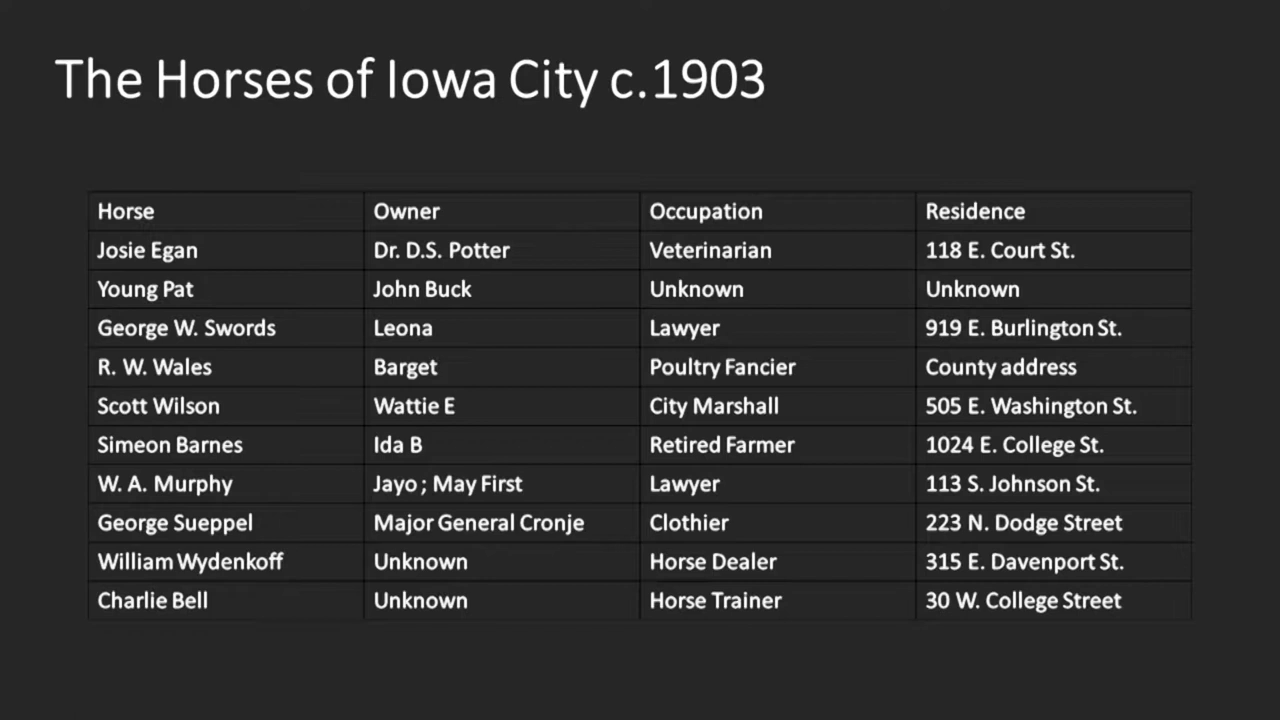 The Horses of Iowa City c.1903
Horse Owner Occupation Residence
Josie Egan Dr. D.S. Potter Veterinarian 118 E. Court St.
Young Pat John Buck Unknown Unknown
George W. Swords Leona Lawyer 919 E. Burlington St.
R. W. Wales Barget Poultry Fancier County address
Scott Wilson Wattie E City Marshall 505 E. Washington St.
Simeon Barnes Ida B Retired Farmer 1024 E. College St.
W. A. Murphy Jayo ; May First Lawyer 113 S. Johnson St.
George Sueppel Major General Cronje Clothier 223 N. Dodge Street
William Wydenkoff Unknown Horse Dealer 315 E. Davenport St.
Charlie Bell Unknown Horse Trainer 30 W. College Street